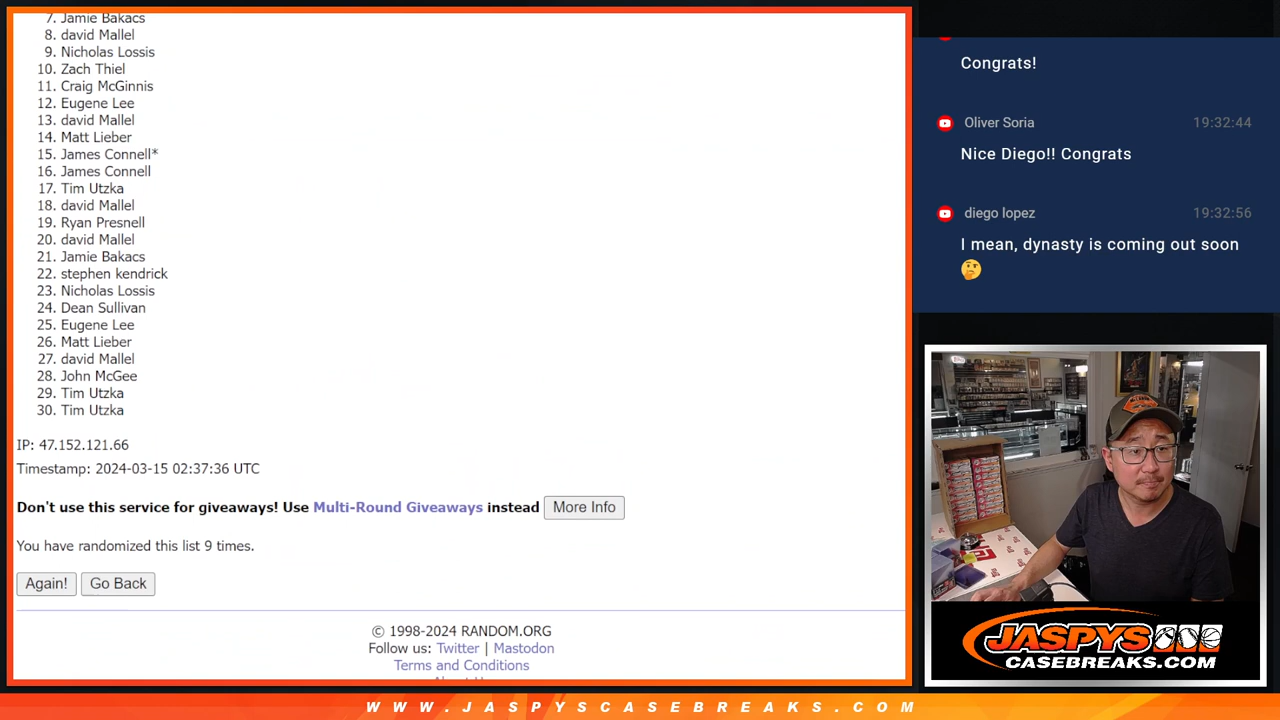 7. Jamie Bakacs
8. david Mallel
9. Nicholas Lossis
10. Zach Thiel
11. Craig McGinnis
12. Eugene Lee
13. david Mallel
14. Matt Lieber
15. James Connell*
16. James Connell
17. Tim Utzka
18. david Mallel
19. Ryan Presnell
20. david Mallel
21. Jamie Bakacs
22. stephen kendrick
23. Nicholas Lossis
24. Dean Sullivan
25. Eugene Lee
26. Matt Lieber
27. david Mallel
28. John McGee
29. Tim Utzka
30. Tim Utzka
IP: 47.152.121.66
Timestamp: 2024-03-15 02:37:36 UTC
Don't use this service for giveaways! Use Multi-Round Giveaways instead More Info
You have randomized this list 9 times.
Again! Go Back
© 1998-2024 RANDOM.ORG
Follow us: Twitter | Mastodon
Terms and Conditions
Congrats!
Oliver Soria 19:32:44
Nice Diego!! Congrats
diego lopez 19:32:56
I mean, dynasty is coming out soon
🤔
JASPYS
CASEBREAKS.COM
WWW.JASPYSCASEBREAKS.COM